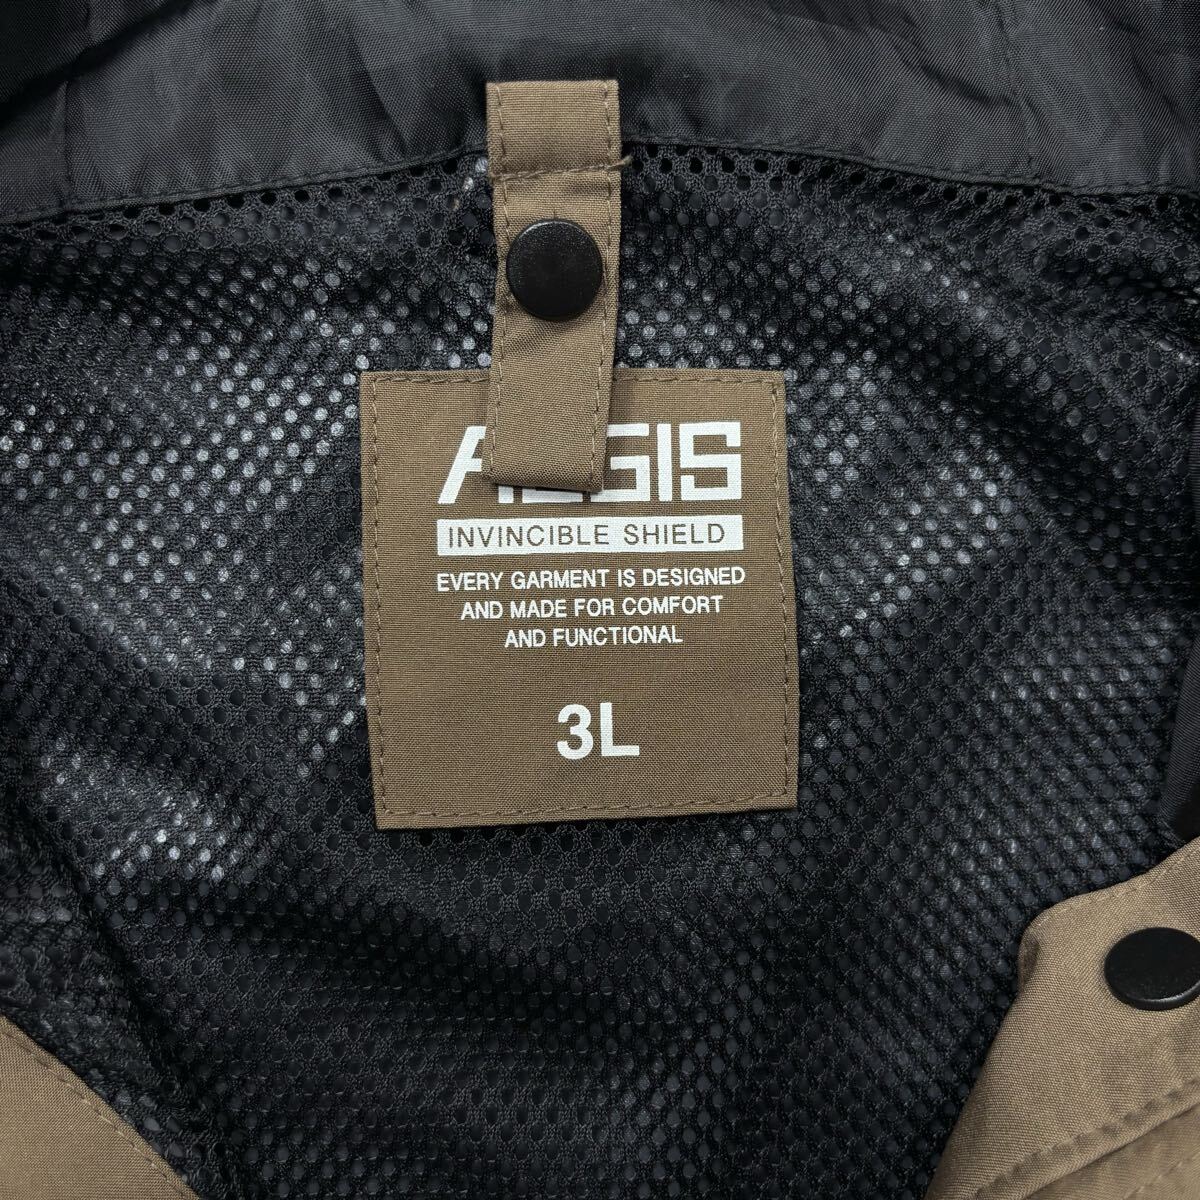 AEGIS
INVINCIBLE SHIELD
EVERY GARMENT IS DESIGNED
AND MADE FOR COMFORT
AND FUNCTIONAL
3L